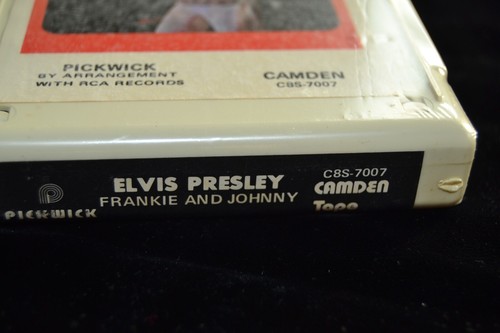 PICKWICK
BY ARRANGEMENT
WITH RCA RECORDS
CAMDEN
C8S-7007
PICKWICK
ELVIS PRESLEY
FRANKIE AND JOHNNY
C8S-7007
CAMDEN
Tape